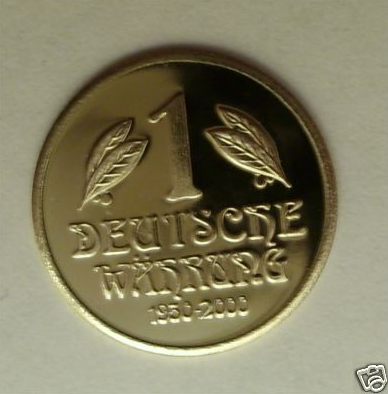 1
DEUTSCHE
WÄHRUNG
1950-2000